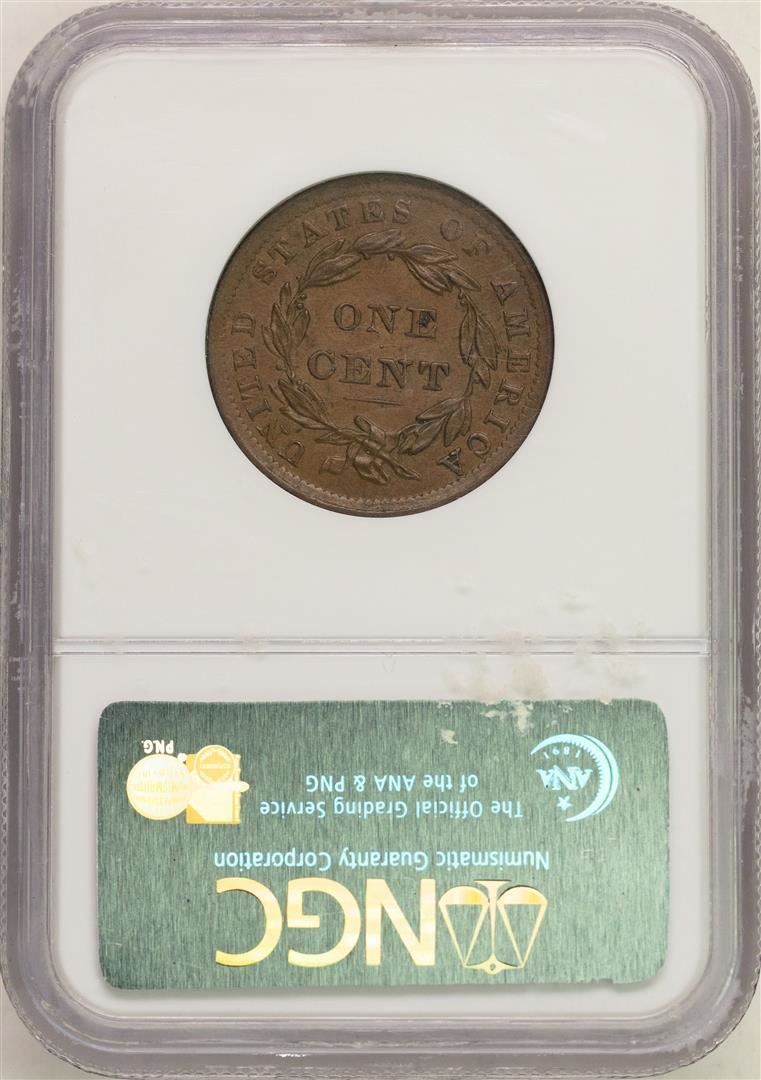 UNITED STATES OF AMERICA
ONE
CENT
NGC
Numismatic Guaranty Corporation
The Official Grading Service
of the ANA & PNG
ANA
1891
PNG